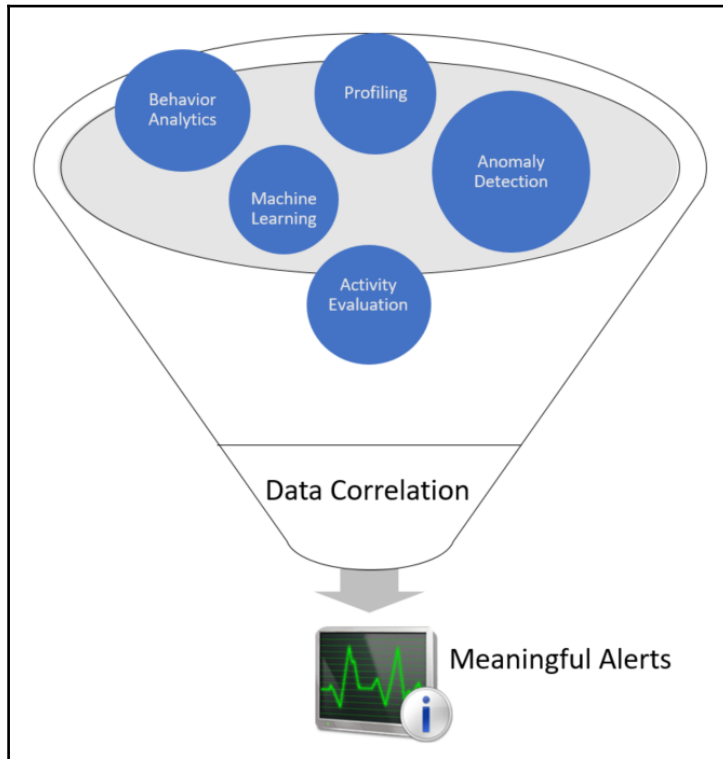 Behavior
Analytics
Profiling
Anomaly
Detection
Machine
Learning
Activity
Evaluation
Data Correlation
Meaningful Alerts
i